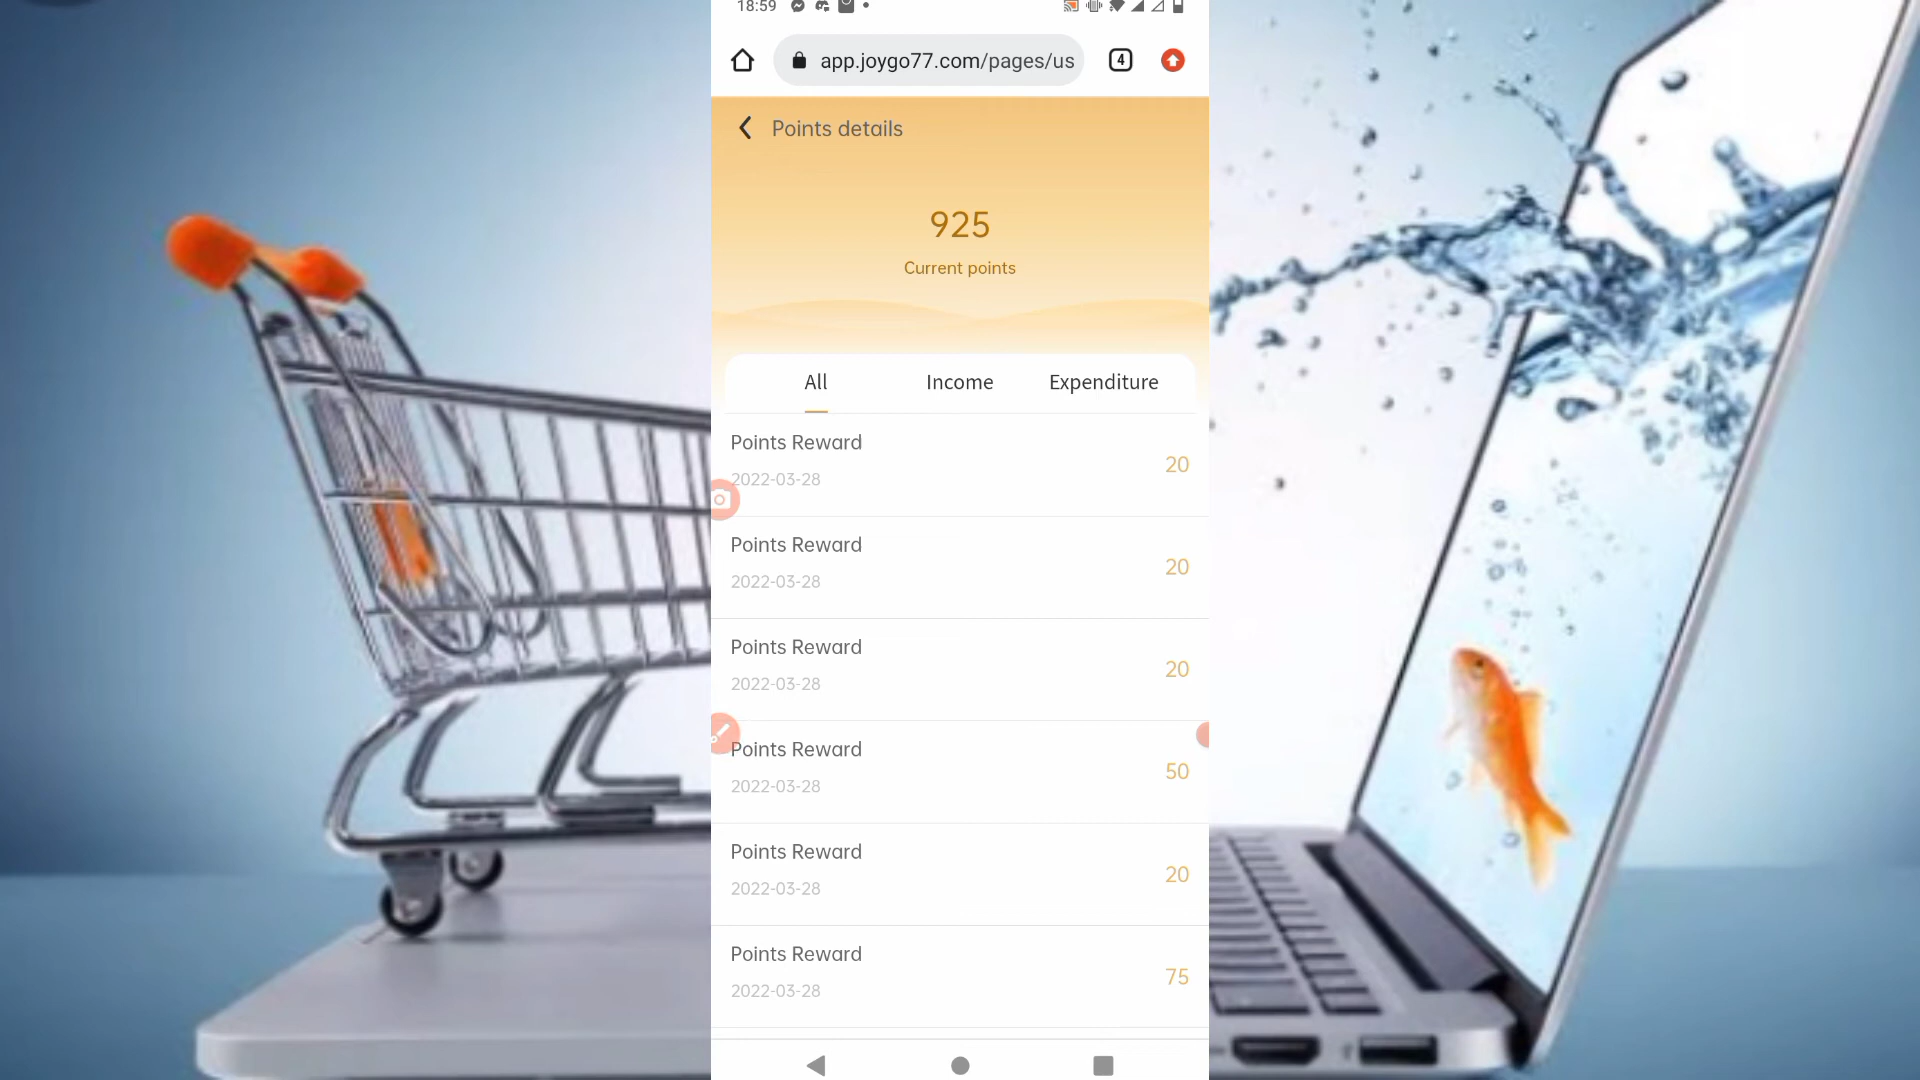 18:59
app.joygo77.com/pages/us
4
Points details
925
Current points
All Income Expenditure
Points Reward
20
2022-03-28
Points Reward
20
2022-03-28
Points Reward
20
2022-03-28
Points Reward
50
2022-03-28
Points Reward
20
2022-03-28
Points Reward
75
2022-03-28